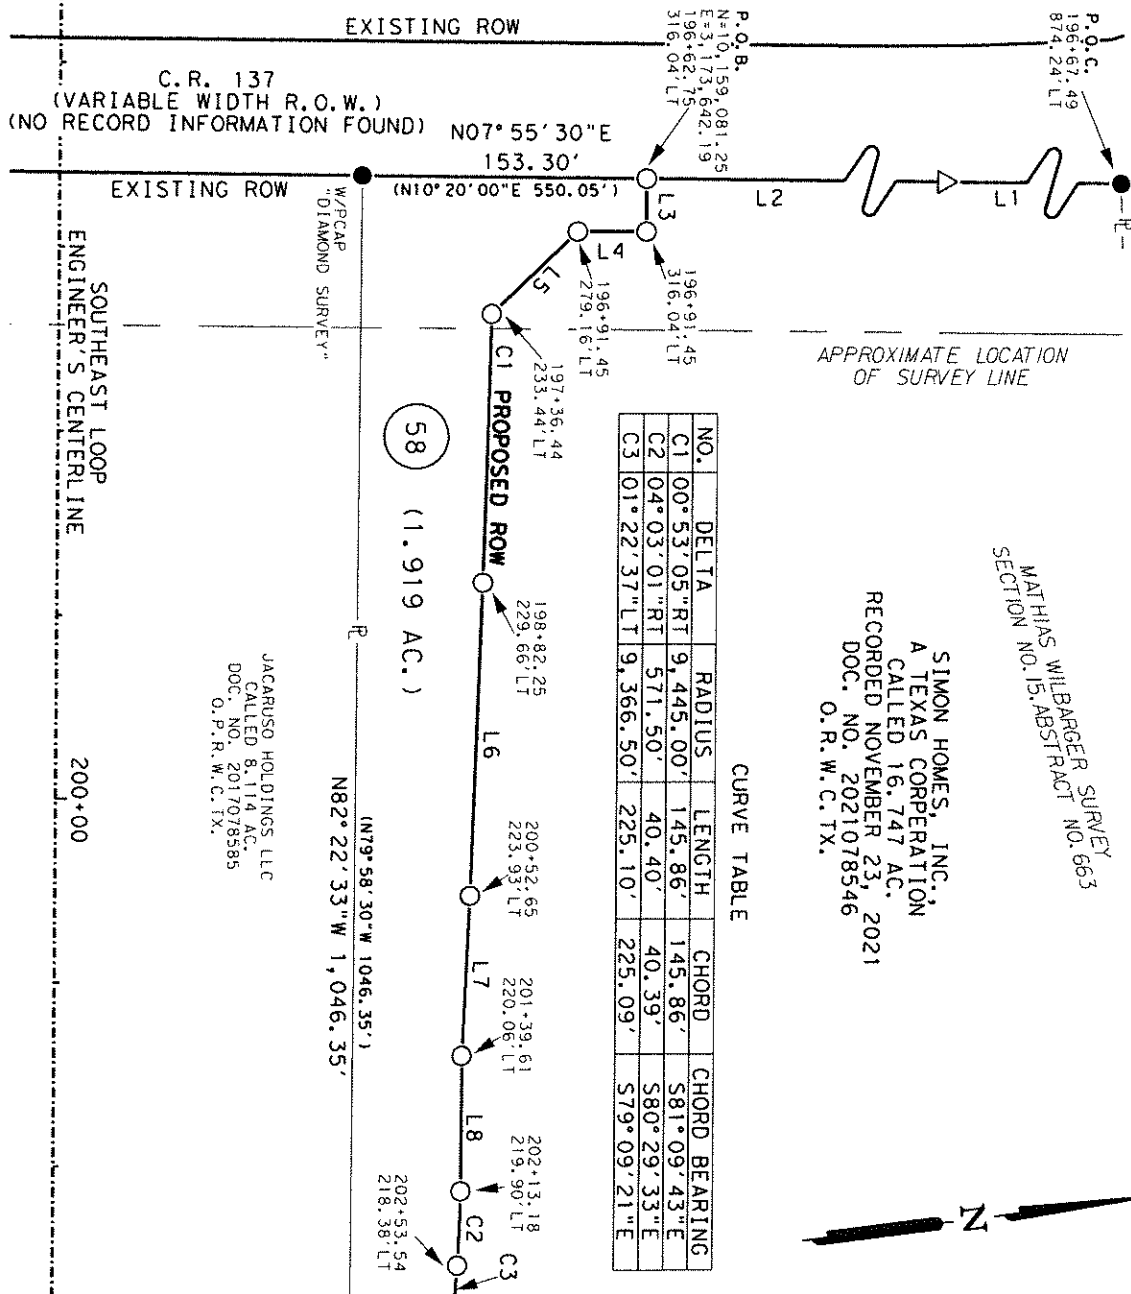 EXISTING ROW
C.R. 137
(VARIABLE WIDTH R.O.W.)
(NO RECORD INFORMATION FOUND)
N07°55'30"E
153.30'
(N10°20'00"E 550.05')
EXISTING ROW
P.O.B.
N=10,159,081.25
E=3,173,642.19
196+62.75
316.04'LT
P.O.C.
196+67.49
874.24'LT
L1
L2
L3
L4
L5
PL
W/PCAP
"DIAMOND SURVEY"
196+91.45
316.04'LT
196+91.45
279.16'LT
197+36.44
233.44'LT
APPROXIMATE LOCATION
OF SURVEY LINE
C1
PROPOSED ROW
58
(1.919 AC.)
198+82.25
229.66'LT
L6
200+52.65
223.93'LT
L7
201+39.61
220.06'LT
L8
202+13.18
219.90'LT
C2
202+53.54
218.38'LT
C3
SOUTHEAST LOOP
ENGINEER'S CENTERLINE
200+00
PL
(N79°58'30"W 1046.35')
N82°22'33"W 1,046.35'
JACARUSO HOLDINGS LLC
CALLED 8.114 AC.
DOC. NO. 2017078585
O.P.R.W.C.TX.
CURVE TABLE
NO. DELTA RADIUS LENGTH CHORD CHORD BEARING
C1 00°53'05"RT 9,445.00' 145.86' 145.86' S81°09'43"E
C2 04°03'01"RT 571.50' 40.40' 40.39' S80°29'33"E
C3 01°22'37"LT 9,366.50' 225.10' 225.09' S79°09'21"E
SIMON HOMES, INC.,
A TEXAS CORPERATION
CALLED 16.747 AC.
RECORDED NOVEMBER 23, 2021
DOC. NO. 2021078546
O.R.W.C.TX.
MATHIAS WILBARGER SURVEY
SECTION NO.15, ABSTRACT NO.663
N